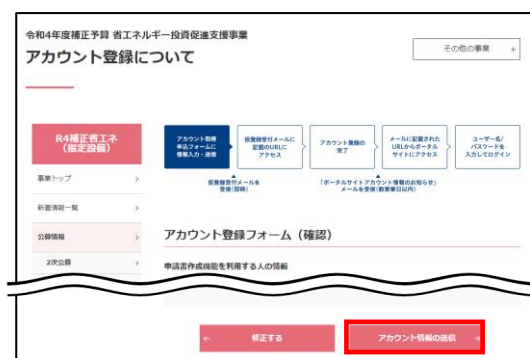 令和4年度補正予算 省エネルギー投資促進支援事業
アカウント登録について
その他の事業 +
R4補正省エネ
(指定設備)
事業トップ
新着情報一覧
公募情報
2次公募
アカウント取得
申込フォームに
情報入力・送信
仮登録受付メールに
記載のURLに
アクセス
アカウント登録の
完了
メールに記載された
URLからポータル
サイトにアクセス
ユーザー名/
パスワードを
入力してログイン
仮登録受付メールを
受信(即時)
「ポータルサイトアカウント情報のお知らせ」
メールを受信(数営業日以内)
アカウント登録フォーム（確認）
申請書作成機能を利用する人の情報
← 修正する
アカウント情報の送信 →